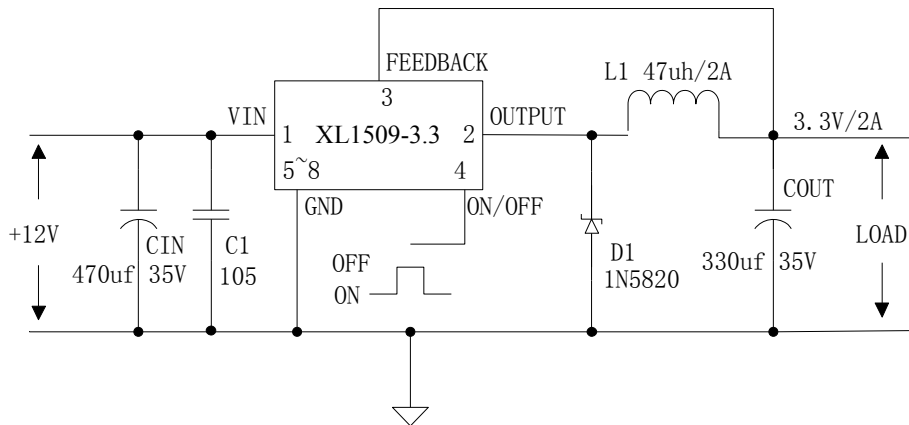 FEEDBACK
L1 47uh/2A
3
VIN
OUTPUT
3.3V/2A
1
XL1509-3.3
2
5~8
4
GND
ON/OFF
COUT
+12V
CIN
C1
OFF
D1
LOAD
470uf 35V
105
ON
1N5820
330uf 35V